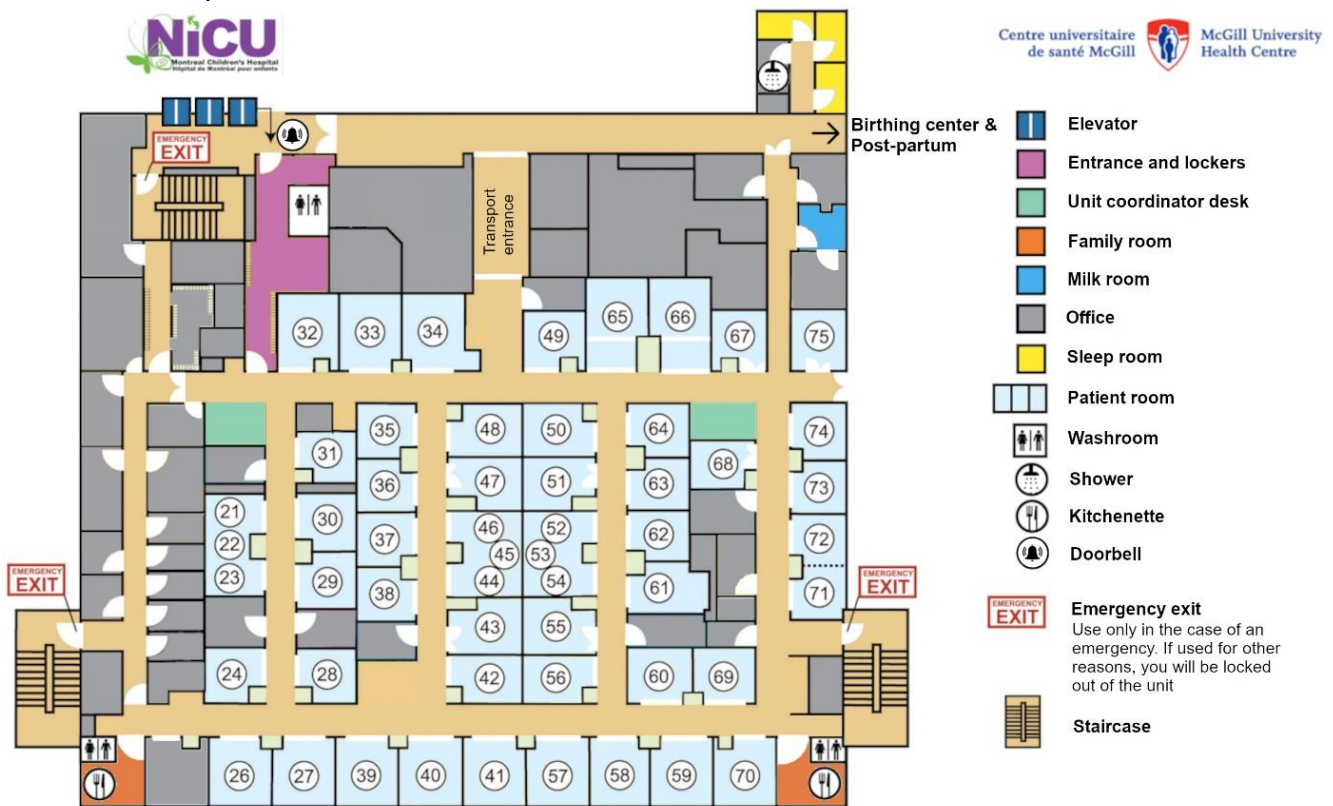 NiCU
Montreal Children's Hospital
Hôpital de Montréal pour enfants
Centre universitaire
de santé McGill
McGill University
Health Centre
EMERGENCY
EXIT
Birthing center &
Post-partum
Transport
entrance
32
33
34
49
65
66
67
75
35
48
50
64
74
31
68
36
47
51
63
73
21
30
46
52
22
37
45
53
62
72
23
29
38
44
54
61
71
43
55
24
28
42
56
60
69
26
27
39
40
41
57
58
59
70
EMERGENCY
EXIT
EMERGENCY
EXIT
Elevator
Entrance and lockers
Unit coordinator desk
Family room
Milk room
Office
Sleep room
Patient room
Washroom
Shower
Kitchenette
Doorbell
EMERGENCY
EXIT
Emergency exit
Use only in the case of an
emergency. If used for other
reasons, you will be locked
out of the unit
Staircase